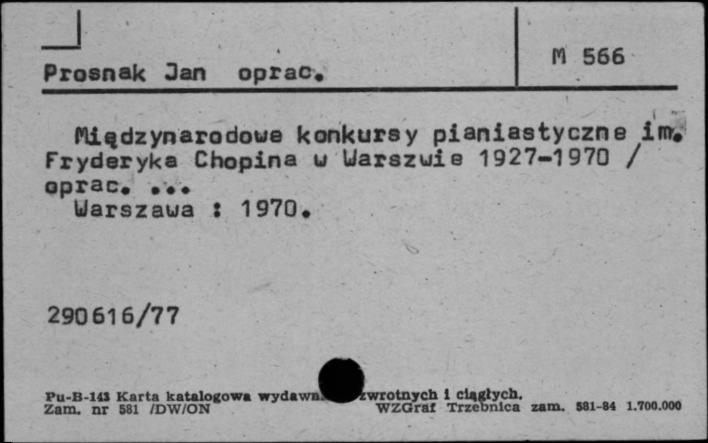 M 566
Prosnak Jan oprac.
Międzynarodowe konkursy pianiastyczne im.
Fryderyka Chopina w Warszwie 1927-1970 /
oprac. ...
Warszawa : 1970.
290616/77
Pu-B-143 Karta katalogowa wydawn zwrotnych i ciągłych.
Zam. nr 581 /DW/ON WZGraf Trzebnica zam. 581-84 1.700.000